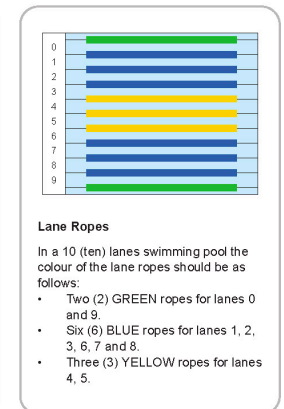 0
1
2
3
4
5
6
7
8
9
Lane Ropes
In a 10 (ten) lanes swimming pool the
colour of the lane ropes should be as
follows:
• Two (2) GREEN ropes for lanes 0
and 9.
• Six (6) BLUE ropes for lanes 1, 2,
3, 6, 7 and 8.
• Three (3) YELLOW ropes for lanes
4, 5.